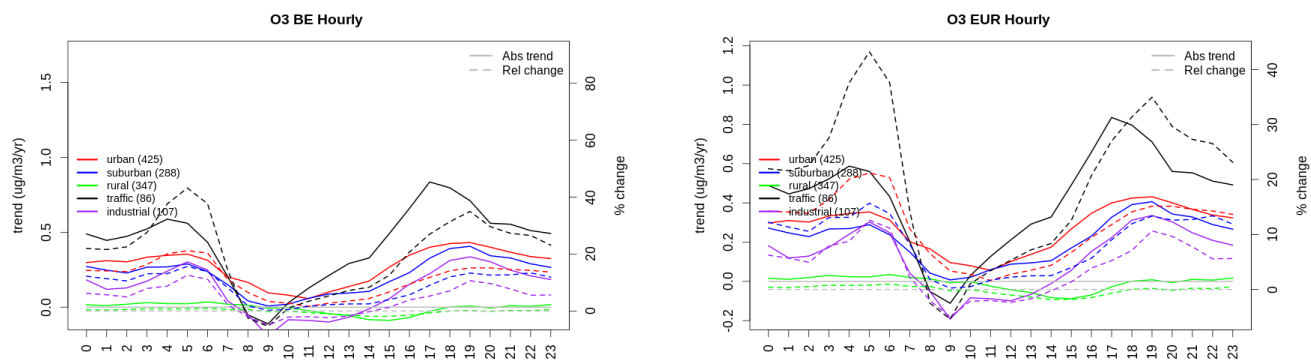 O3 BE Hourly
Abs trend
Rel change
trend (ug/m3/yr)
0.0 0.5 1.0 1.5
urban (425)
suburban (288)
rural (347)
traffic (86)
industrial (107)
% change
0 20 40 60 80
0 1 2 3 4 5 6 7 8 9 10 11 12 13 14 15 16 17 18 19 20 21 22 23
O3 EUR Hourly
Abs trend
Rel change
trend (ug/m3/yr)
-0.2 0.0 0.2 0.4 0.6 0.8 1.0 1.2
urban (425)
suburban (288)
rural (347)
traffic (86)
industrial (107)
% change
0 10 20 30 40
0 1 2 3 4 5 6 7 8 9 10 11 12 13 14 15 16 17 18 19 20 21 22 23